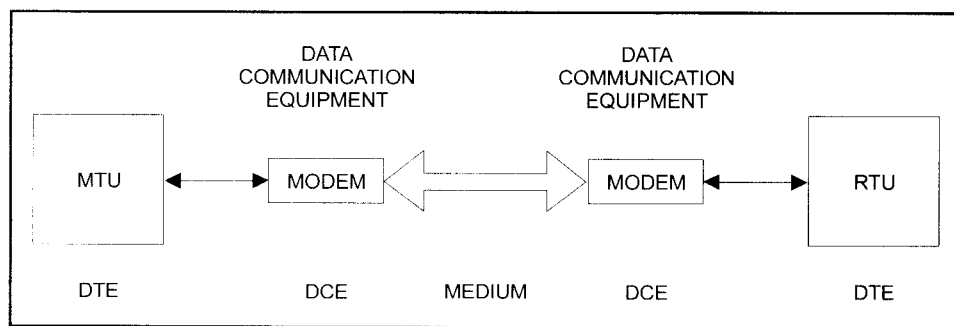 DATA
COMMUNICATION
EQUIPMENT
DATA
COMMUNICATION
EQUIPMENT
MTU
MODEM
MODEM
RTU
DTE
DCE
MEDIUM
DCE
DTE